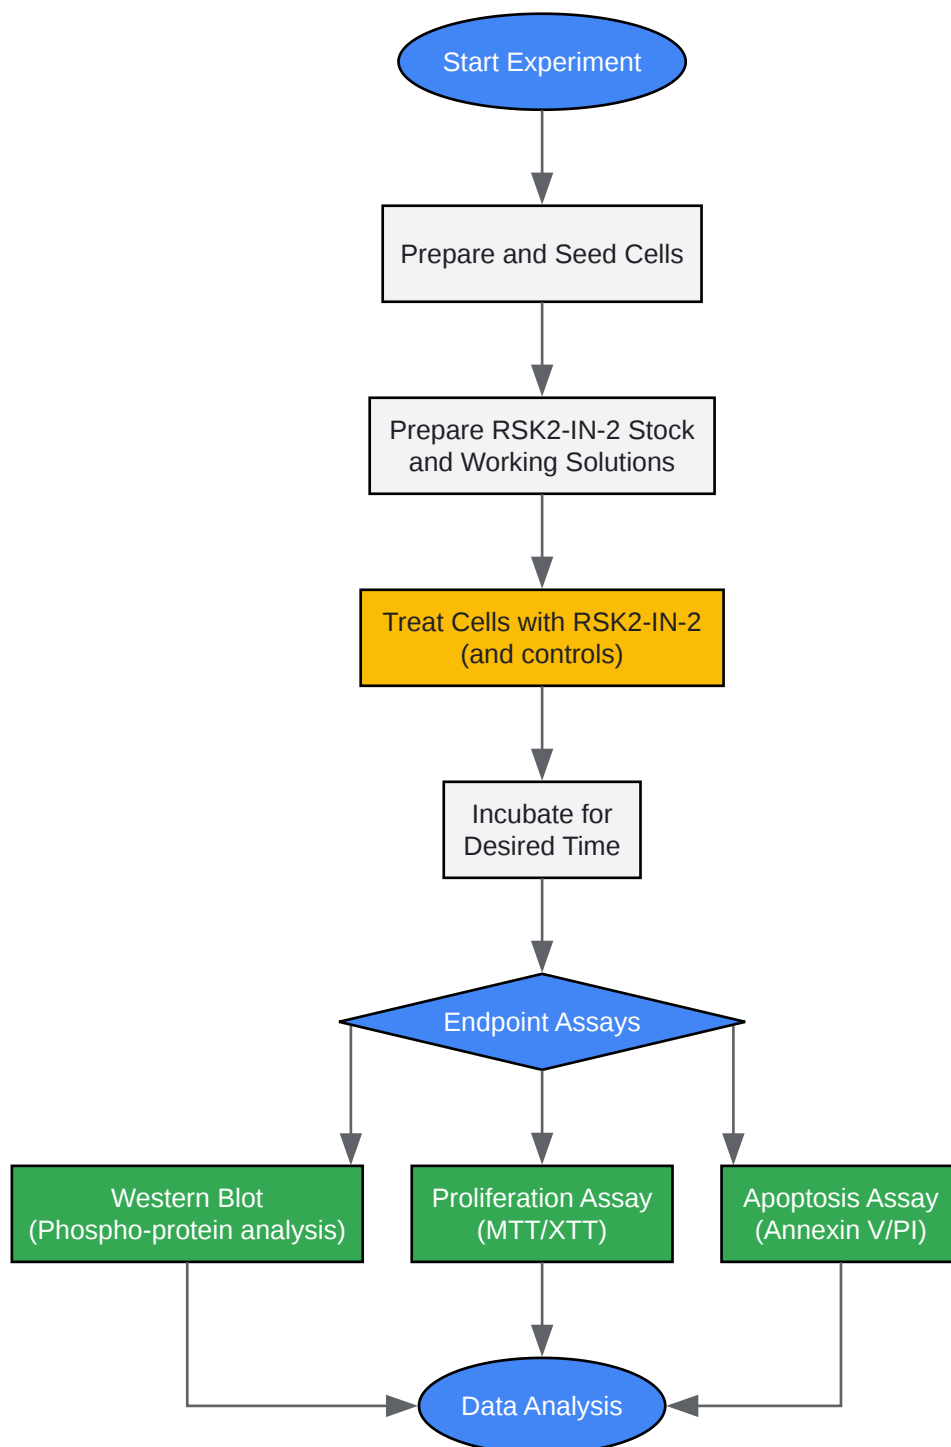 Start Experiment
Prepare and Seed Cells
Prepare RSK2-IN-2 Stock
and Working Solutions
Treat Cells with RSK2-IN-2
(and controls)
Incubate for
Desired Time
Endpoint Assays
Western Blot
(Phospho-protein analysis)
Proliferation Assay
(MTT/XTT)
Apoptosis Assay
(Annexin V/PI)
Data Analysis